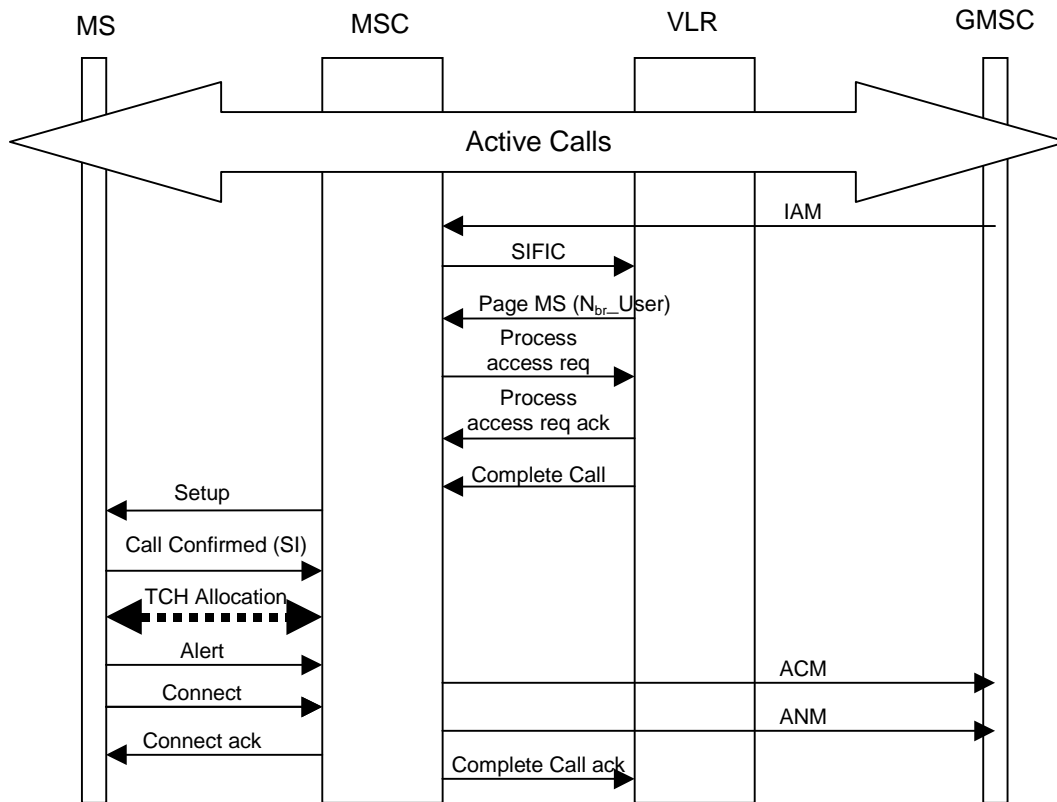 MS
MSC
VLR
GMSC
Active Calls
IAM
SIFIC
Page MS (Nbr_User)
Process
access req
Process
access req ack
Complete Call
Setup
Call Confirmed (SI)
TCH Allocation
Alert
ACM
Connect
ANM
Connect ack
Complete Call ack